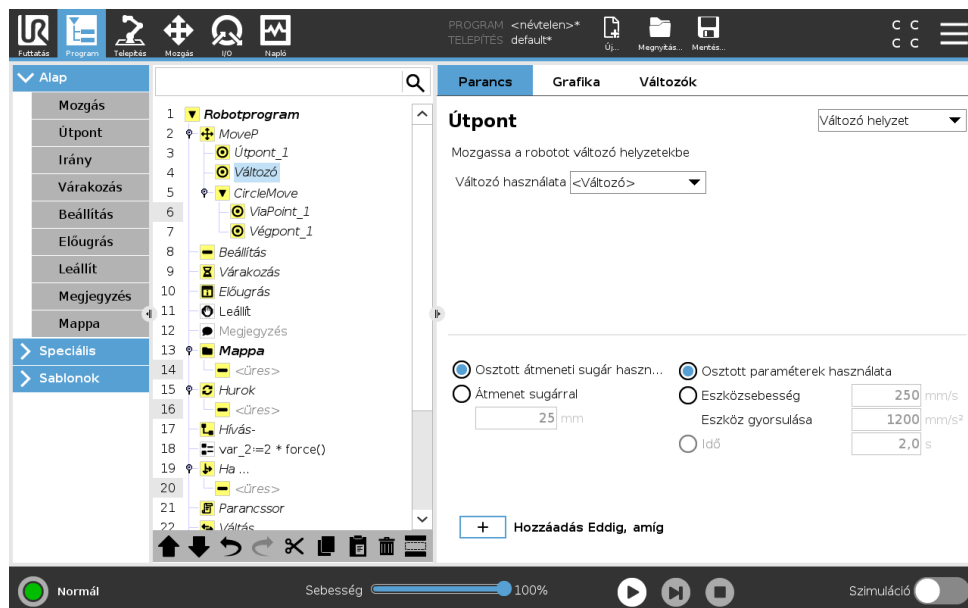 PROGRAM <névtelen>*
TELEPÍTÉS default*
Futtatás Program Telepítés Mozgás I/O Napló Új... Megnyitás... Mentés...
C C
C C
Alap
Mozgás
Útpont
Irány
Várakozás
Beállítás
Előugrás
Leállít
Megjegyzés
Mappa
Speciális
Sablonok
1 Robotprogram
2 MoveP
3 Útpont_1
4 Változó
5 CircleMove
6 ViaPoint_1
7 Végpont_1
8 Beállítás
9 Várakozás
10 Előugrás
11 Leállít
12 Megjegyzés
13 Mappa
14 <üres>
15 Hurok
16 <üres>
17 Hívás-
18 var_2:=2 * force()
19 Ha ...
20 <üres>
21 Parancssor
22 Váltás
Parancs Grafika Változók
Útpont Változó helyzet
Mozgassa a robotot változó helyzetekbe
Változó használata <Változó>
Osztott átmeneti sugár haszn...
Átmenet sugárral
25 mm
Osztott paraméterek használata
Eszközsebesség 250 mm/s
Eszköz gyorsulása 1200 mm/s²
Idő 2,0 s
+ Hozzáadás Eddig, amíg
Normál Sebesség 100% Szimuláció